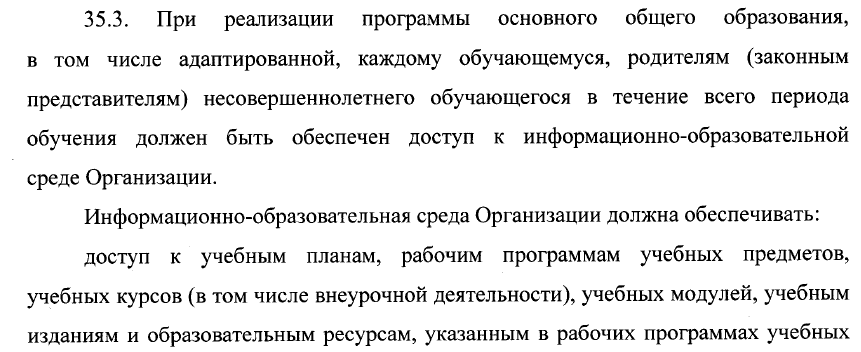 35.3. При реализации программы основного общего образования,
в том числе адаптированной, каждому обучающемуся, родителям (законным
представителям) несовершеннолетнего обучающегося в течение всего периода
обучения должен быть обеспечен доступ к информационно-образовательной
среде Организации.
Информационно-образовательная среда Организации должна обеспечивать:
доступ к учебным планам, рабочим программам учебных предметов,
учебных курсов (в том числе внеурочной деятельности), учебных модулей, учебным
изданиям и образовательным ресурсам, указанным в рабочих программах учебных